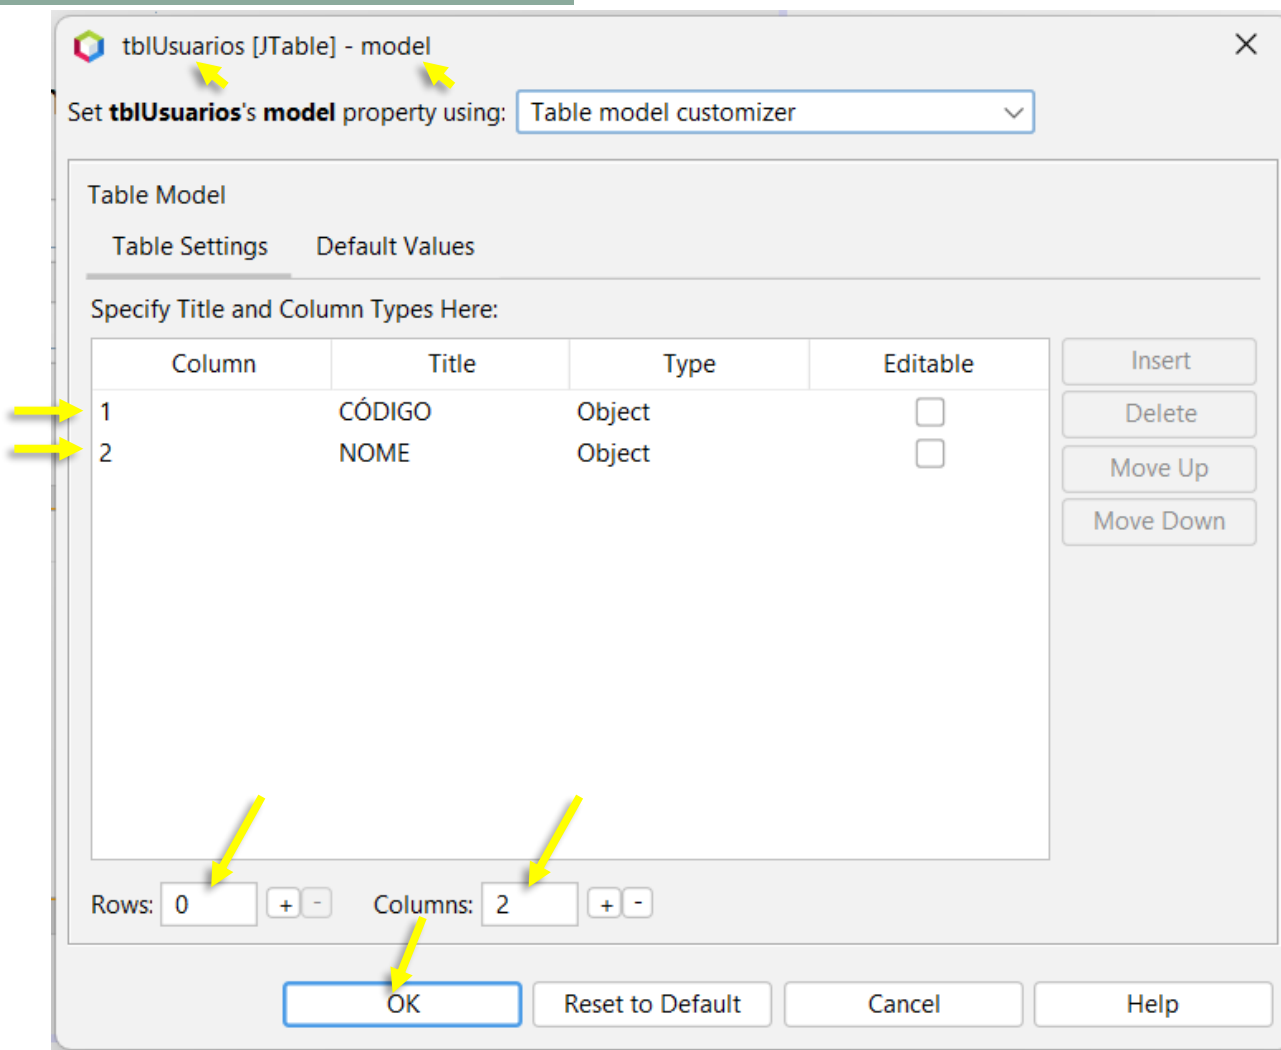 tblUsuarios [JTable] - model
Set tblUsuarios's model property using: Table model customizer
Table Model
Table Settings Default Values
Specify Title and Column Types Here:
Column Title Type Editable Insert
1 CÓDIGO Object Delete
2 NOME Object Move Up
Move Down
Rows: 0 + - Columns: 2 + -
OK Reset to Default Cancel Help